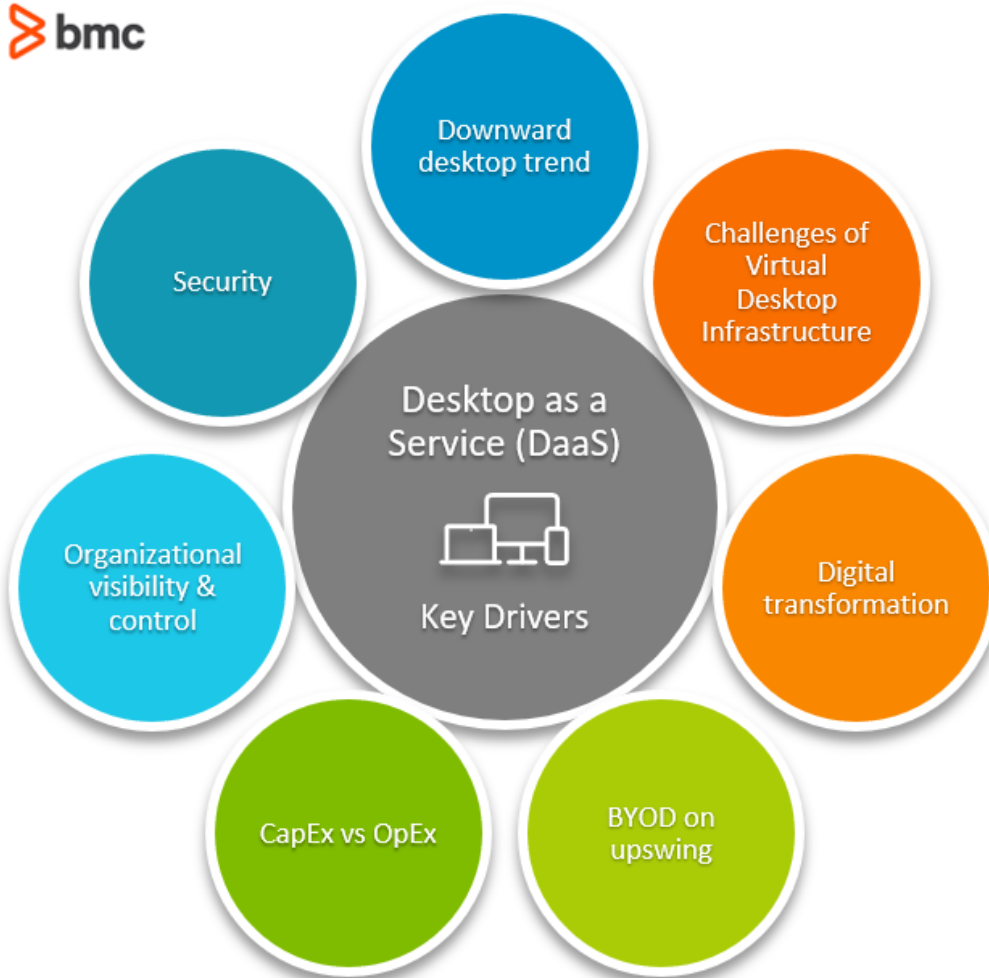 bmc
Downward
desktop trend
Challenges of
Virtual
Desktop
Infrastructure
Digital
transformation
BYOD on
upswing
CapEx vs OpEx
Organizational
visibility &
control
Security
Desktop as a
Service (DaaS)
Key Drivers